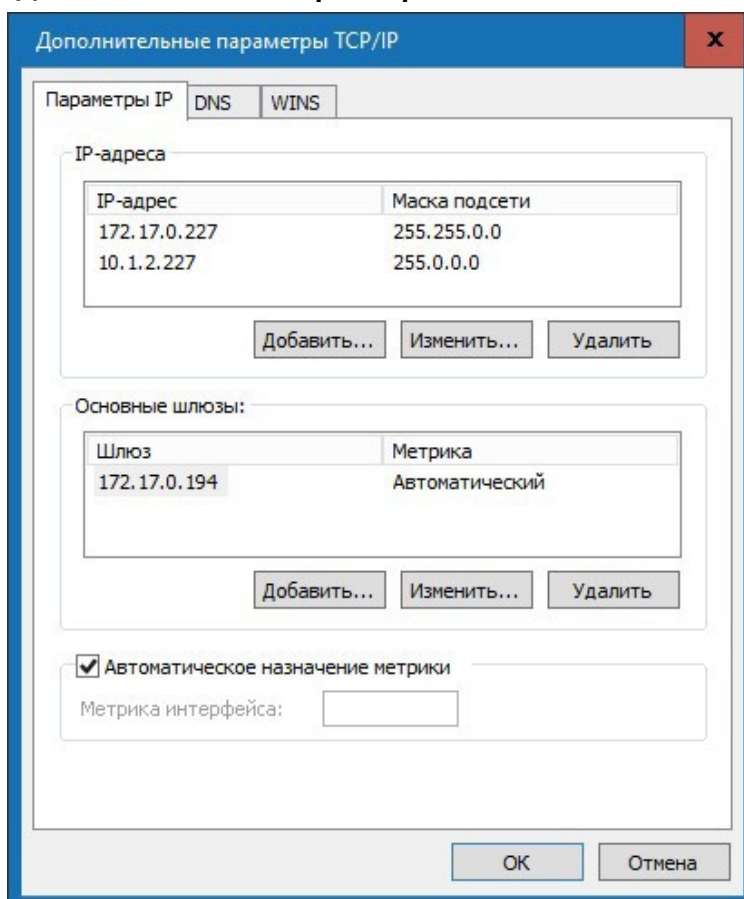 Дополнительные параметры TCP/IP
x
Параметры IP DNS WINS
IP-адреса
IP-адрес Маска подсети
172.17.0.227 255.255.0.0
10.1.2.227 255.0.0.0
Добавить... Изменить... Удалить
Основные шлюзы:
Шлюз Метрика
172.17.0.194 Автоматический
Добавить... Изменить... Удалить
Автоматическое назначение метрики
Метрика интерфейса:
ОК Отмена